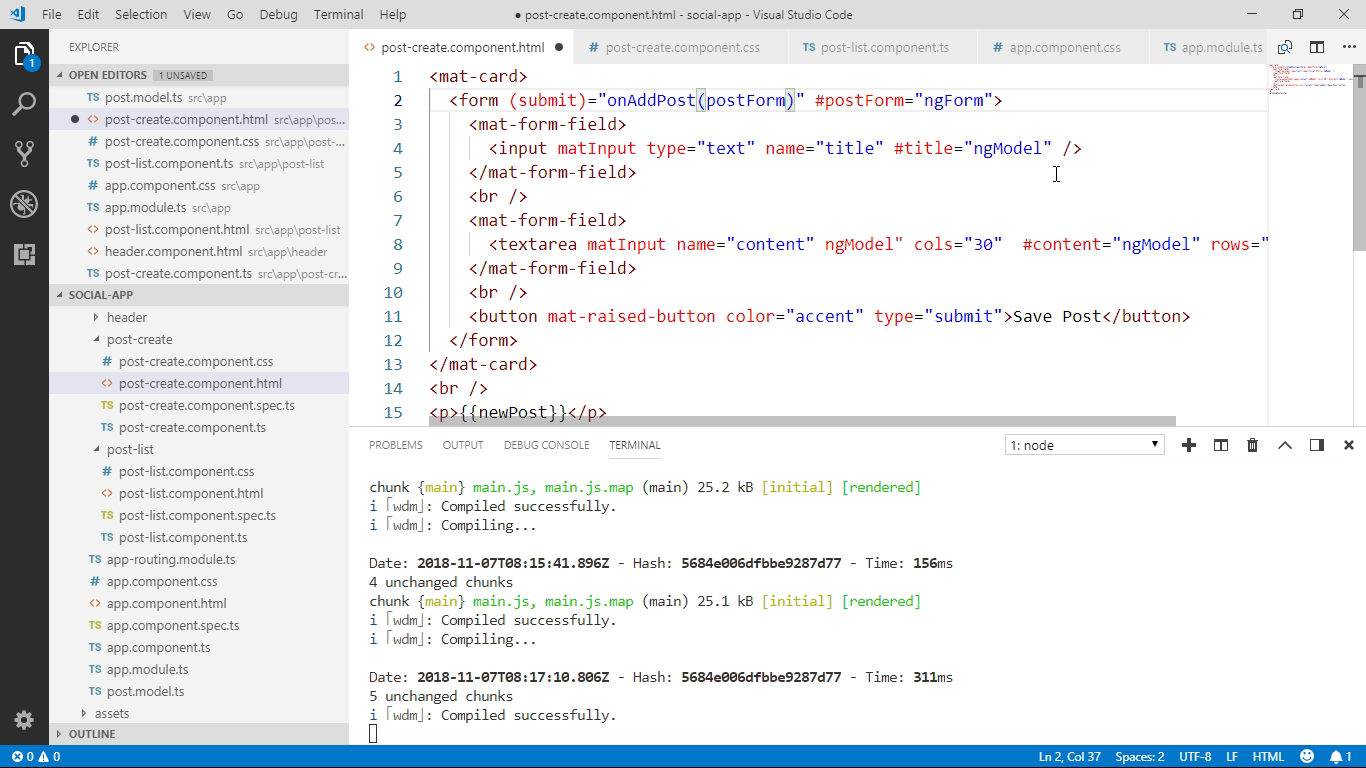 File Edit Selection View Go Debug Terminal Help
● post-create.component.html - social-app - Visual Studio Code
EXPLORER
OPEN EDITORS 1 UNSAVED
TS post.model.ts src\app
● <> post-create.component.html src\app\pos...
# post-create.component.css src\app\post-...
TS post-list.component.ts src\app\post-list
# app.component.css src\app
TS app.module.ts src\app
<> post-list.component.html src\app\post-list
<> header.component.html src\app\header
TS post-create.component.ts src\app\post-cr...
SOCIAL-APP
header
post-create
# post-create.component.css
<> post-create.component.html
TS post-create.component.spec.ts
TS post-create.component.ts
post-list
# post-list.component.css
<> post-list.component.html
TS post-list.component.spec.ts
TS post-list.component.ts
TS app-routing.module.ts
# app.component.css
<> app.component.html
TS app.component.spec.ts
TS app.component.ts
TS app.module.ts
TS post.model.ts
assets
OUTLINE
1
<> post-create.component.html ● # post-create.component.css TS post-list.component.ts # app.component.css TS app.module.ts
1 <mat-card>
2 <form (submit)="onAddPost(postForm)" #postForm="ngForm">
3 <mat-form-field>
4 <input matInput type="text" name="title" #title="ngModel" />
5 </mat-form-field>
6 <br />
7 <mat-form-field>
8 <textarea matInput name="content" ngModel" cols="30"  #content="ngModel" rows="
9 </mat-form-field>
10 <br />
11 <button mat-raised-button color="accent" type="submit">Save Post</button>
12 </form>
13 </mat-card>
14 <br />
15 <p>{{newPost}}</p>
PROBLEMS OUTPUT DEBUG CONSOLE TERMINAL 1: node
chunk {main} main.js, main.js.map (main) 25.2 kB [initial] [rendered]
i ｢wdm｣: Compiled successfully.
i ｢wdm｣: Compiling...
Date: 2018-11-07T08:15:41.896Z - Hash: 5684e006dfbbe9287d77 - Time: 156ms
4 unchanged chunks
chunk {main} main.js, main.js.map (main) 25.1 kB [initial] [rendered]
i ｢wdm｣: Compiled successfully.
i ｢wdm｣: Compiling...
Date: 2018-11-07T08:17:10.806Z - Hash: 5684e006dfbbe9287d77 - Time: 311ms
5 unchanged chunks
i ｢wdm｣: Compiled successfully.
0 0 Ln 2, Col 37 Spaces: 2 UTF-8 LF HTML 1